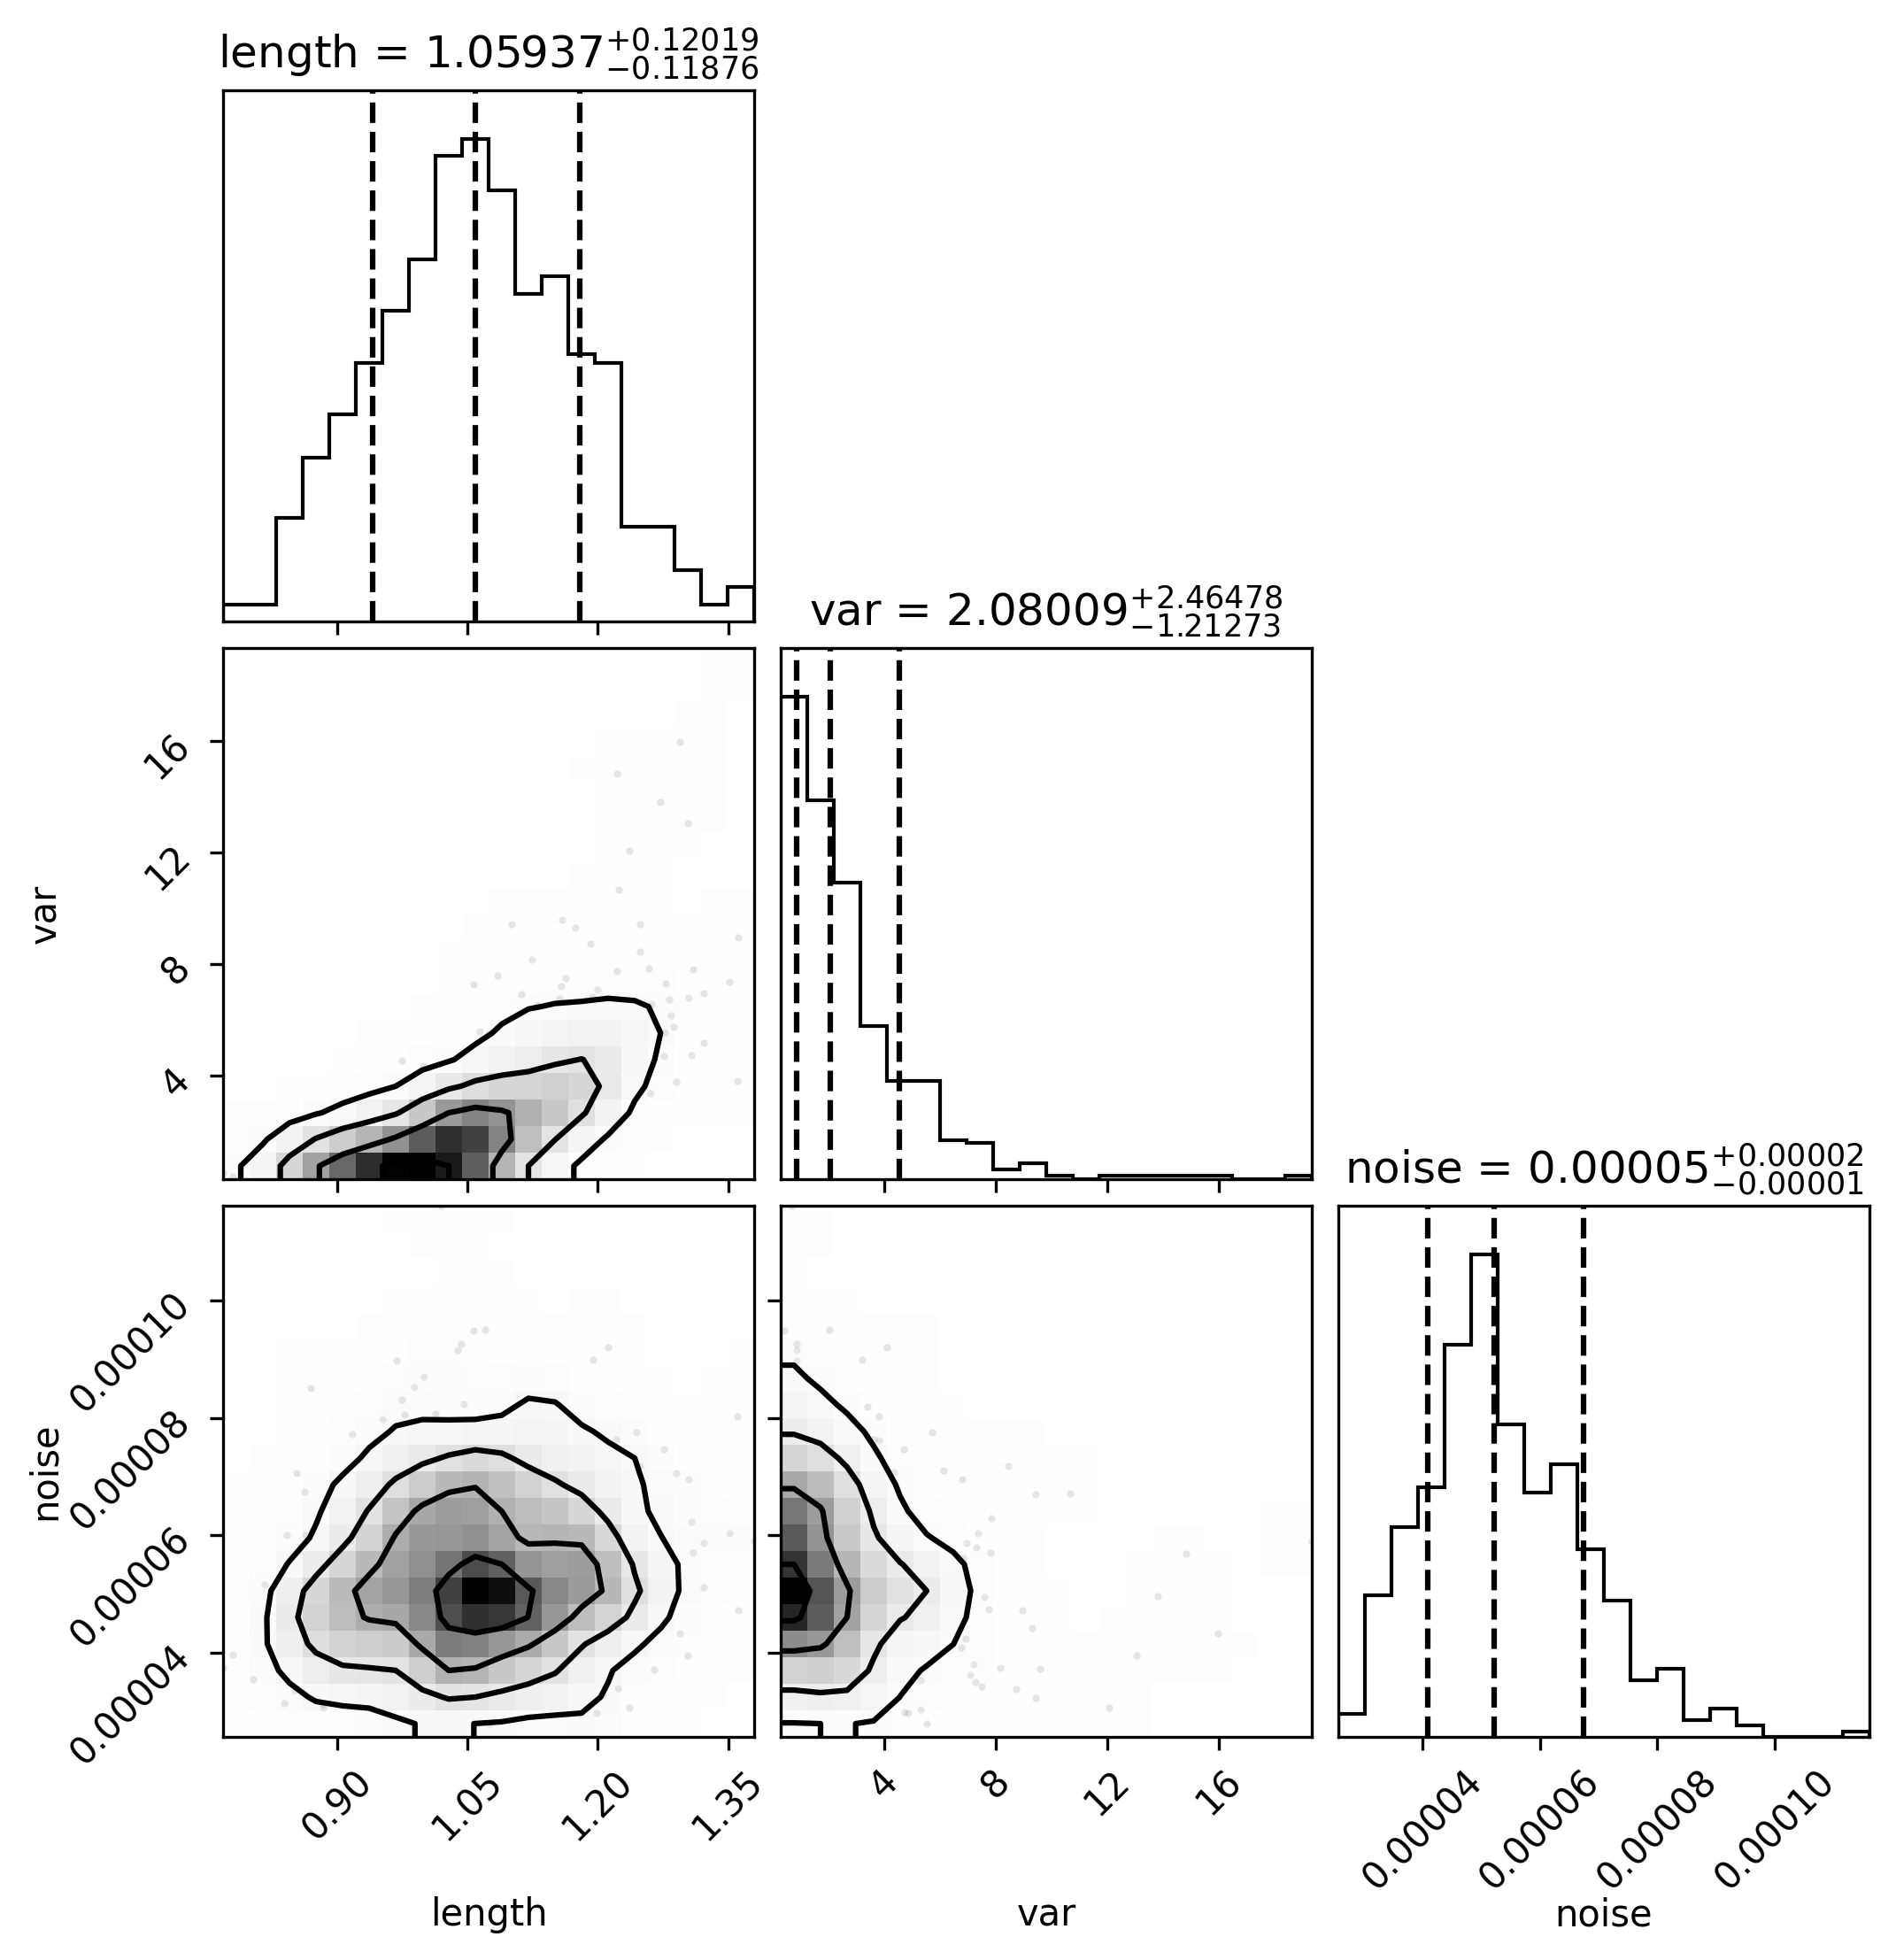 length = 1.05937+0.12019−0.11876
var = 2.08009+2.46478−1.21273
16
12
8
4
var
noise = 0.00005+0.00002−0.00001
0.00010
0.00008
0.00006
0.00004
noise
0.90 1.05 1.20 1.35
length
4 8 12 16
var
0.00004 0.00006 0.00008 0.00010
noise